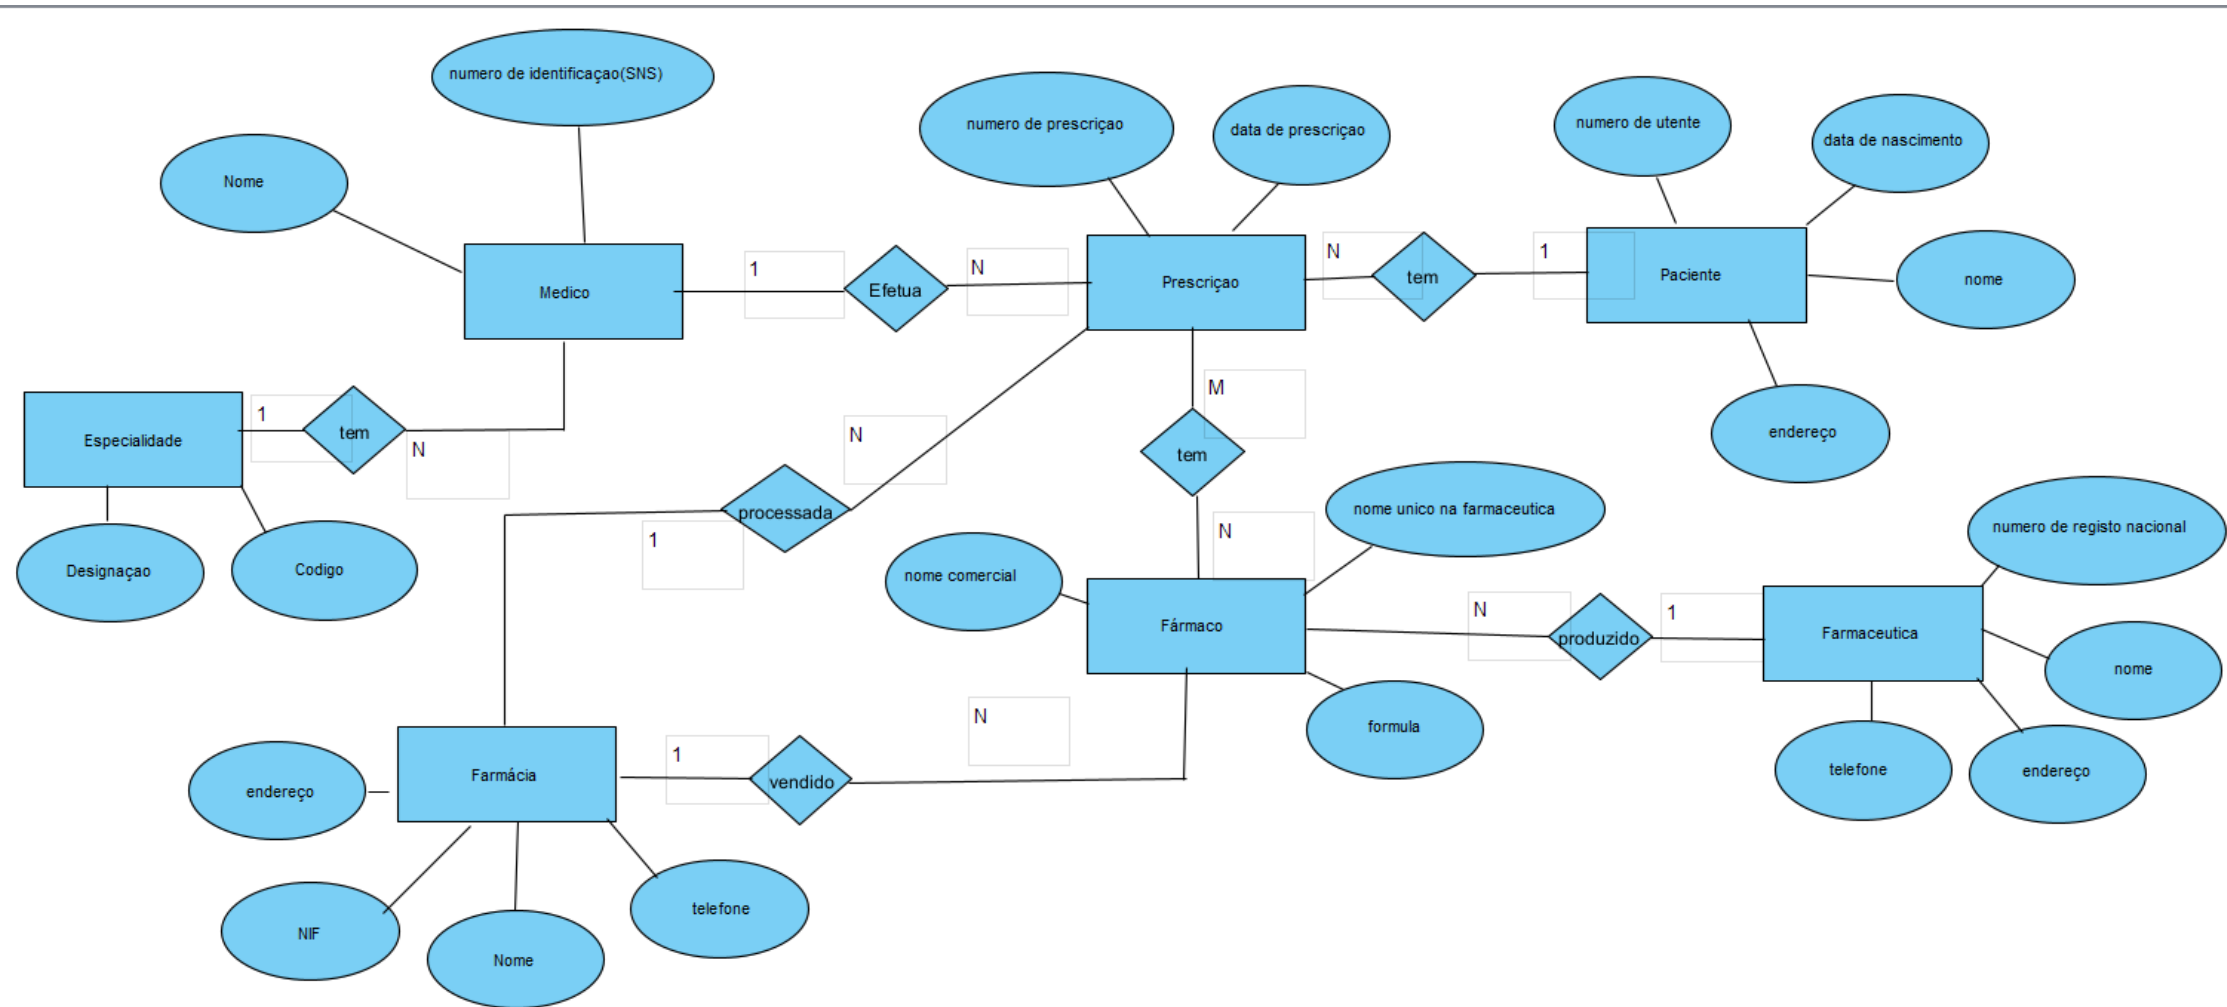 numero de identificaçao(SNS)
Nome
numero de prescriçao
data de prescriçao
numero de utente
data de nascimento
Medico
1
Efetua
N
Prescriçao
N
tem
1
Paciente
nome
Especialidade
1
tem
N
M
tem
N
endereço
Designaçao
Codigo
processada
1
N
nome unico na farmaceutica
numero de registo nacional
nome comercial
Fármaco
N
produzido
1
Farmaceutica
nome
formula
telefone
endereço
Farmácia
1
vendido
N
endereço
NIF
Nome
telefone